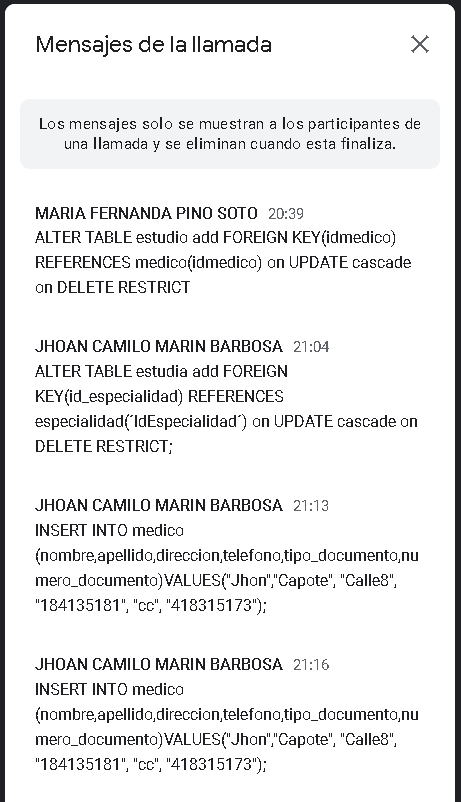 Mensajes de la llamada
Los mensajes solo se muestran a los participantes de
una llamada y se eliminan cuando esta finaliza.
MARIA FERNANDA PINO SOTO 20:39
ALTER TABLE estudio add FOREIGN KEY(idmedico)
REFERENCES medico(idmedico) on UPDATE cascade
on DELETE RESTRICT
JHOAN CAMILO MARIN BARBOSA 21:04
ALTER TABLE estudia add FOREIGN
KEY(id_especialidad) REFERENCES
especialidad(´IdEspecialidad´) on UPDATE cascade on
DELETE RESTRICT;
JHOAN CAMILO MARIN BARBOSA 21:13
INSERT INTO medico
(nombre,apellido,direccion,telefono,tipo_documento,nu
mero_documento)VALUES("Jhon","Capote", "Calle8",
"184135181", "cc", "418315173");
JHOAN CAMILO MARIN BARBOSA 21:16
INSERT INTO medico
(nombre,apellido,direccion,telefono,tipo_documento,nu
mero_documento)VALUES("Jhon","Capote", "Calle8",
"184135181", "cc", "418315173");